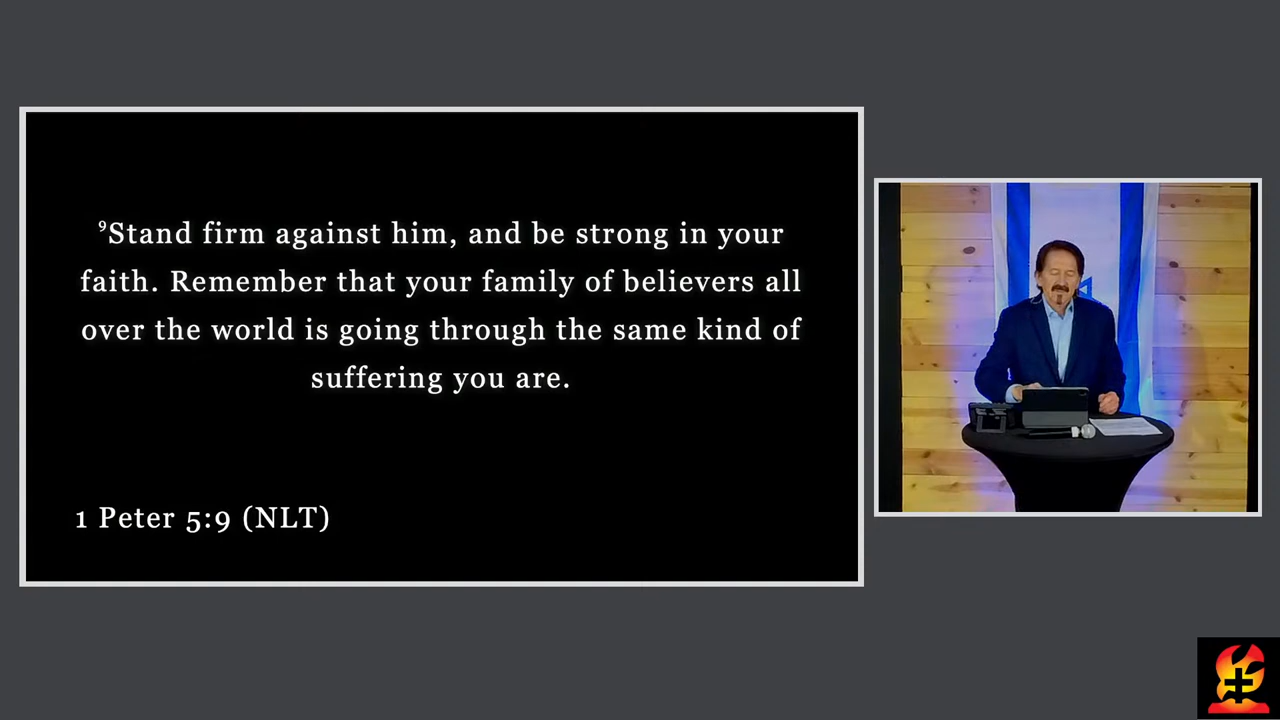 ⁹Stand firm against him, and be strong in your
faith. Remember that your family of believers all
over the world is going through the same kind of
suffering you are.
1 Peter 5:9 (NLT)